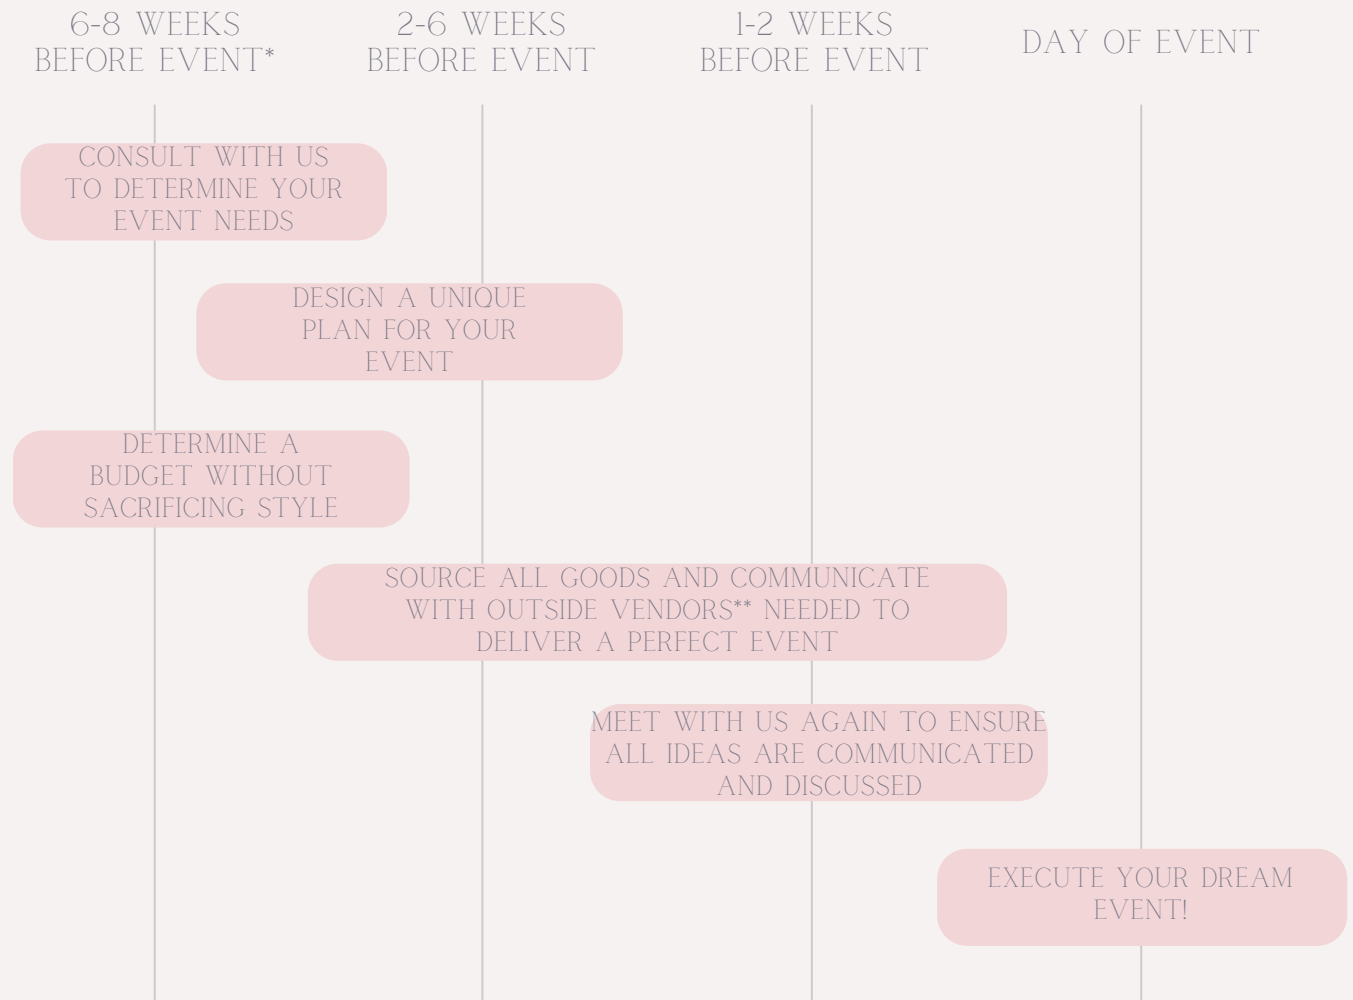 6-8 WEEKS
BEFORE EVENT*
2-6 WEEKS
BEFORE EVENT
1-2 WEEKS
BEFORE EVENT
DAY OF EVENT
CONSULT WITH US
TO DETERMINE YOUR
EVENT NEEDS
DESIGN A UNIQUE
PLAN FOR YOUR
EVENT
DETERMINE A
BUDGET WITHOUT
SACRIFICING STYLE
SOURCE ALL GOODS AND COMMUNICATE
WITH OUTSIDE VENDORS** NEEDED TO
DELIVER A PERFECT EVENT
MEET WITH US AGAIN TO ENSURE
ALL IDEAS ARE COMMUNICATED
AND DISCUSSED
EXECUTE YOUR DREAM
EVENT!